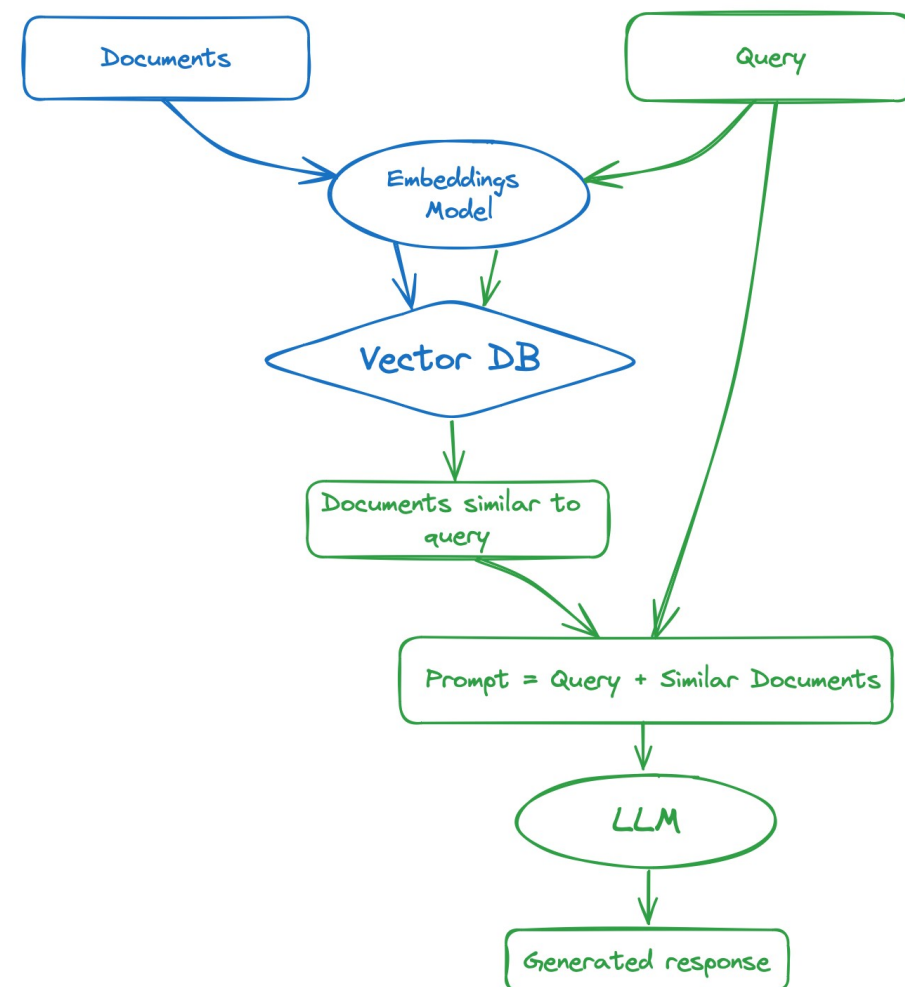 Documents
Query
Embeddings
Model
Vector DB
Documents similar to
query
Prompt = Query + Similar Documents
LLM
Generated response